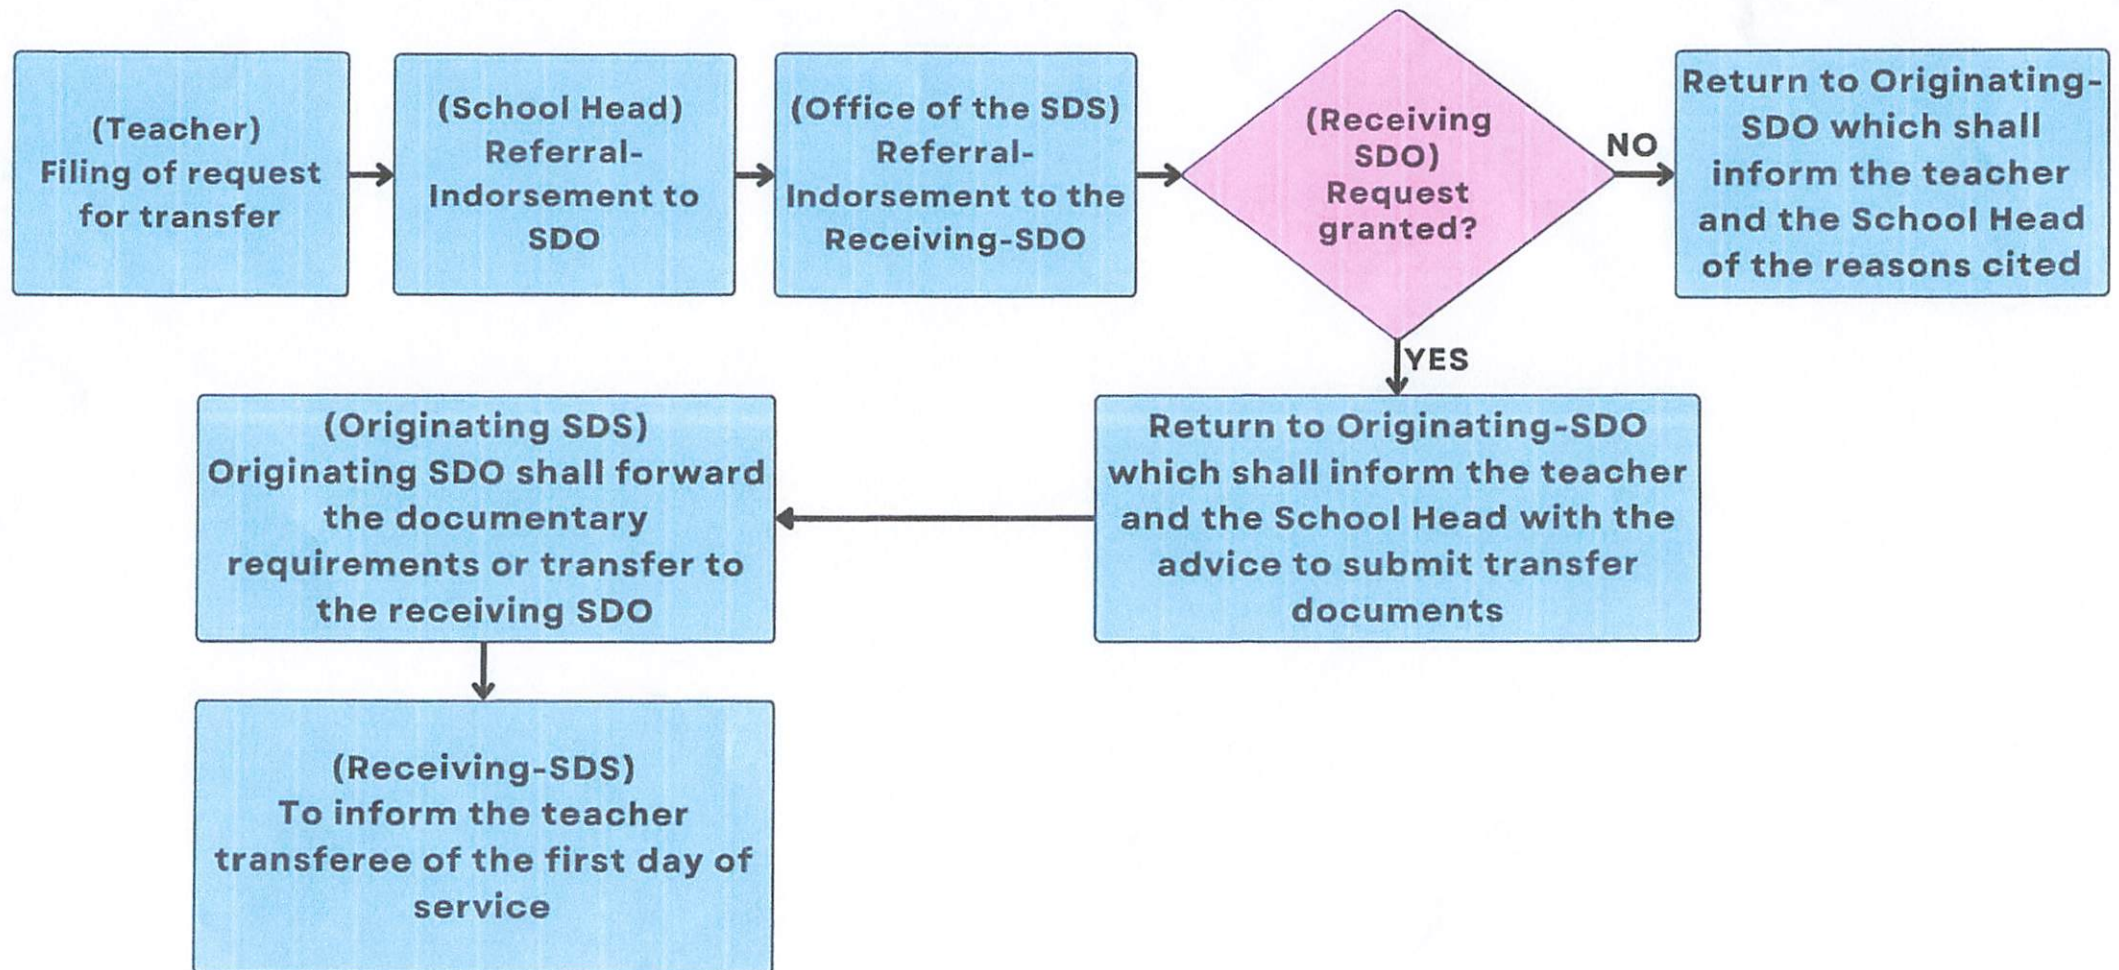 (Teacher)
Filing of request
for transfer
(School Head)
Referral-
Indorsement to
SDO
(Office of the SDS)
Referral-
Indorsement to the
Receiving-SDO
(Receiving
SDO)
Request
granted?
NO
Return to Originating-
SDO which shall
inform the teacher
and the School Head
of the reasons cited
YES
Return to Originating-SDO
which shall inform the teacher
and the School Head with the
advice to submit transfer
documents
(Originating SDS)
Originating SDO shall forward
the documentary
requirements or transfer to
the receiving SDO
(Receiving-SDS)
To inform the teacher
transferee of the first day of
service